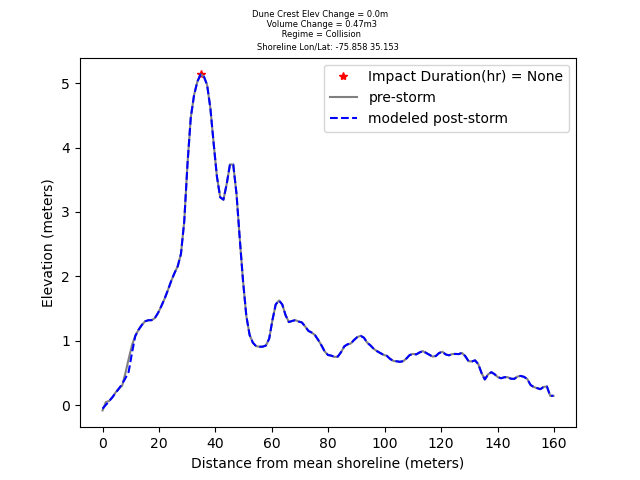 Dune Crest Elev Change = 0.0m
Volume Change = 0.47m3
Regime = Collision
Shoreline Lon/Lat: -75.858 35.153
Impact Duration(hr) = None
pre-storm
modeled post-storm
Elevation (meters)
5
4
3
2
1
0
0 20 40 60 80 100 120 140 160
Distance from mean shoreline (meters)